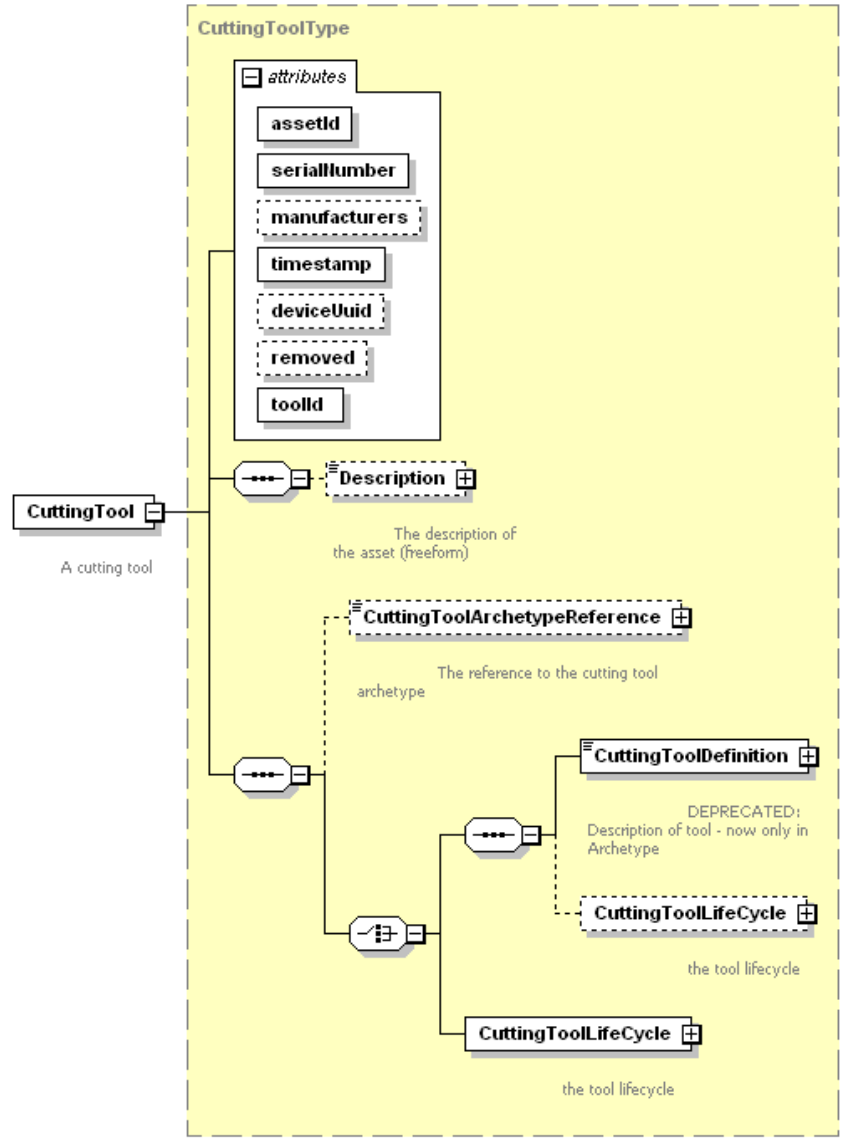 CuttingToolType
attributes
assetId
serialNumber
manufacturers
timestamp
deviceUuid
removed
toolId
Description
The description of
the asset (freeform)
CuttingTool
A cutting tool
CuttingToolArchetypeReference
The reference to the cutting tool
archetype
CuttingToolDefinition
DEPRECATED:
Description of tool - now only in
Archetype
CuttingToolLifeCycle
the tool lifecycle
CuttingToolLifeCycle
the tool lifecycle